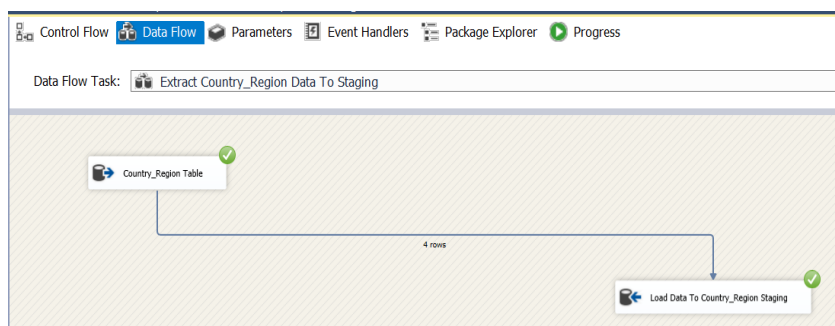 Control Flow Data Flow Parameters Event Handlers Package Explorer Progress
Data Flow Task: Extract Country_Region Data To Staging
Country_Region Table
4 rows
Load Data To Country_Region Staging